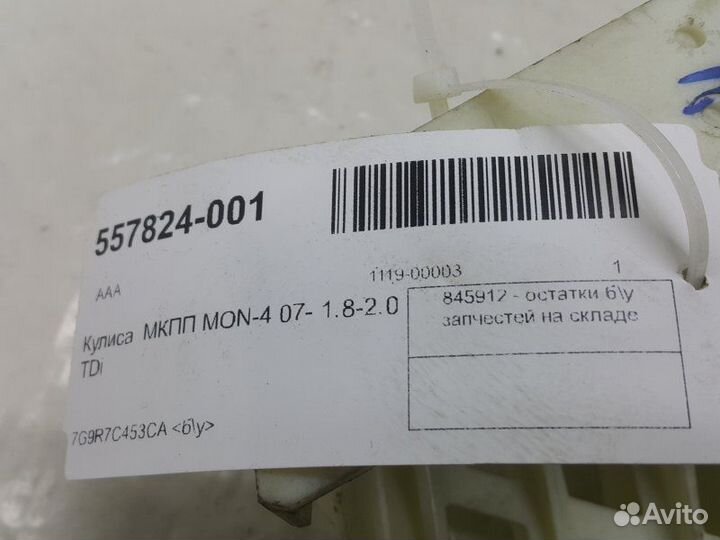 557824-001
AAA
1119-00003 1
Кулиса МКПП MON-4 07- 1.8-2.0
TDi
845912 - остатки б\у
запчестей на складе
7G9R7C453CA <б\у>
Avito